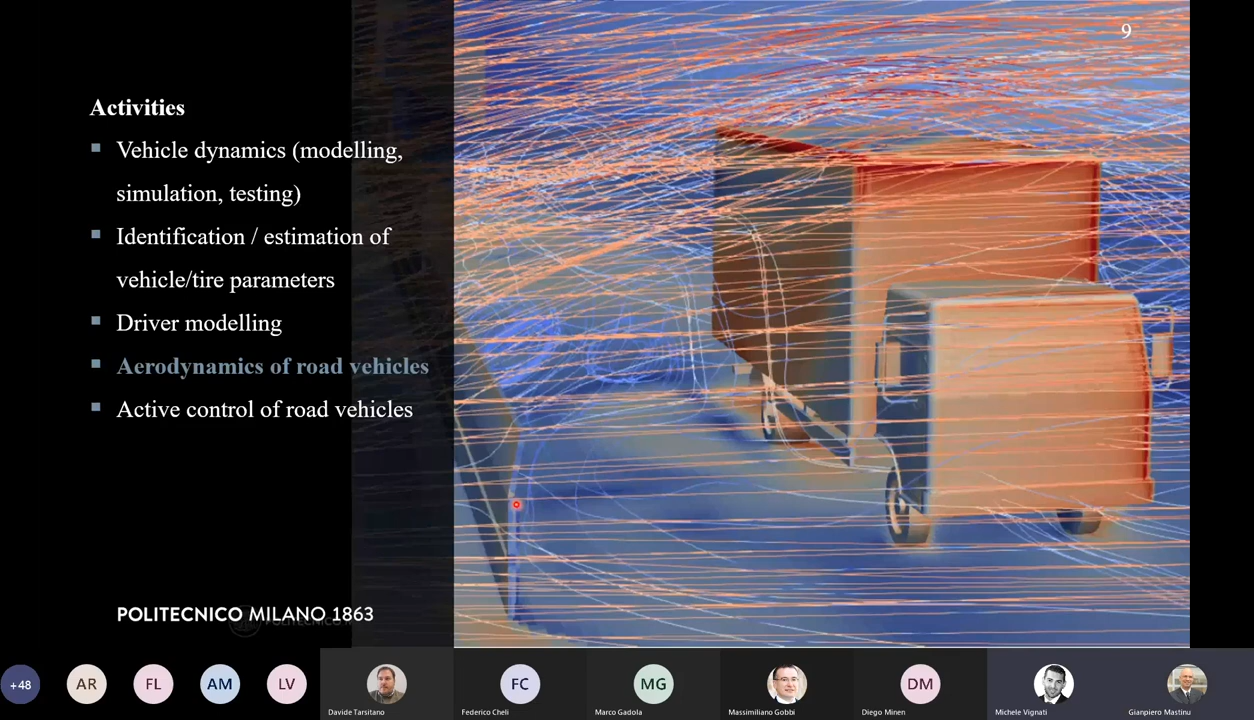 9
Activities
Vehicle dynamics (modelling,
simulation, testing)
Identification / estimation of
vehicle/tire parameters
Driver modelling
Aerodynamics of road vehicles
Active control of road vehicles
POLITECNICO MILANO 1863
+48
AR
FL
AM
LV
FC
MG
DM
Davide Tarsitano
Federico Cheli
Marco Gadola
Massimiliano Gobbi
Diego Minen
Michele Vignati
Gianpiero Mastinu